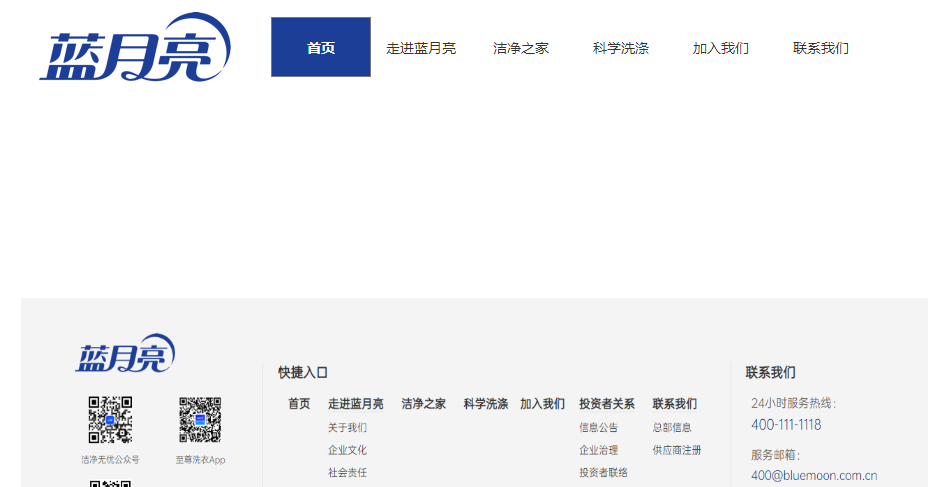 蓝月亮
首页 走进蓝月亮 洁净之家 科学洗涤 加入我们 联系我们
蓝月亮
洁净无忧公众号 至尊洗衣App
快捷入口
首页 走进蓝月亮 洁净之家 科学洗涤 加入我们 投资者关系 联系我们
关于我们 信息公告 总部信息
企业文化 企业治理 供应商注册
社会责任 投资者联络
联系我们
24小时服务热线：
400-111-1118
服务邮箱：
400@bluemoon.com.cn